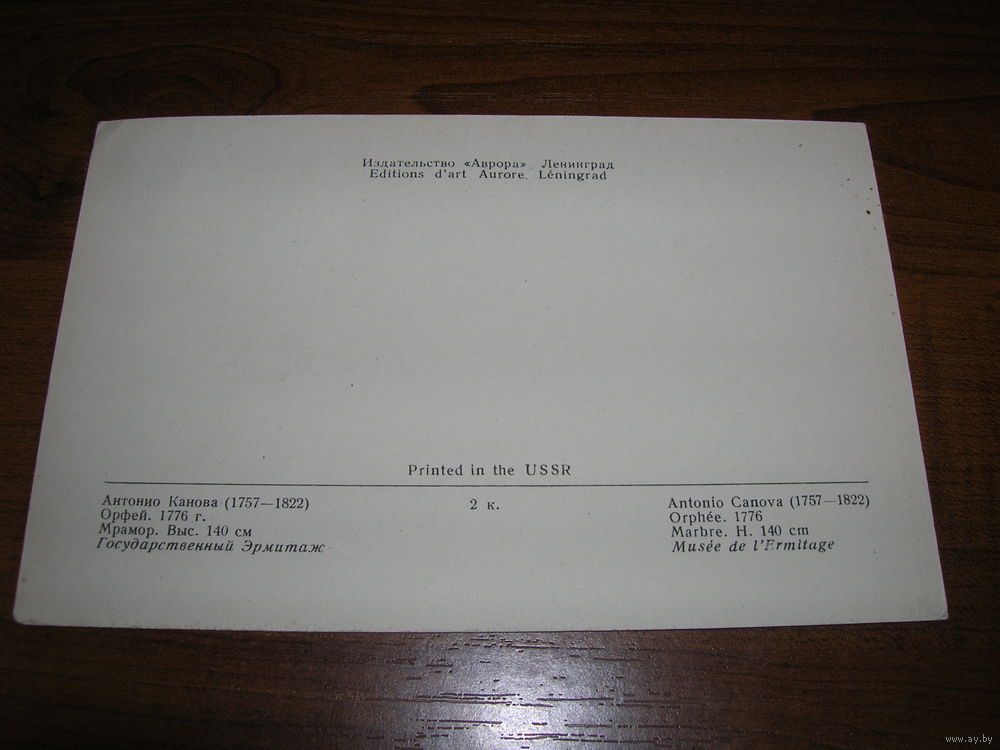 Издательство «Аврора». Ленинград
Editions d'art Aurore, Léningrad
Printed in the USSR
Антонио Канова (1757—1822)
Орфей. 1776 г.
Мрамор. Выс. 140 см
Государственный Эрмитаж
2 к.
Antonio Canova (1757—1822)
Orphée. 1776
Marbre. H. 140 cm
Musée de l'Ermitage
www.ay.by